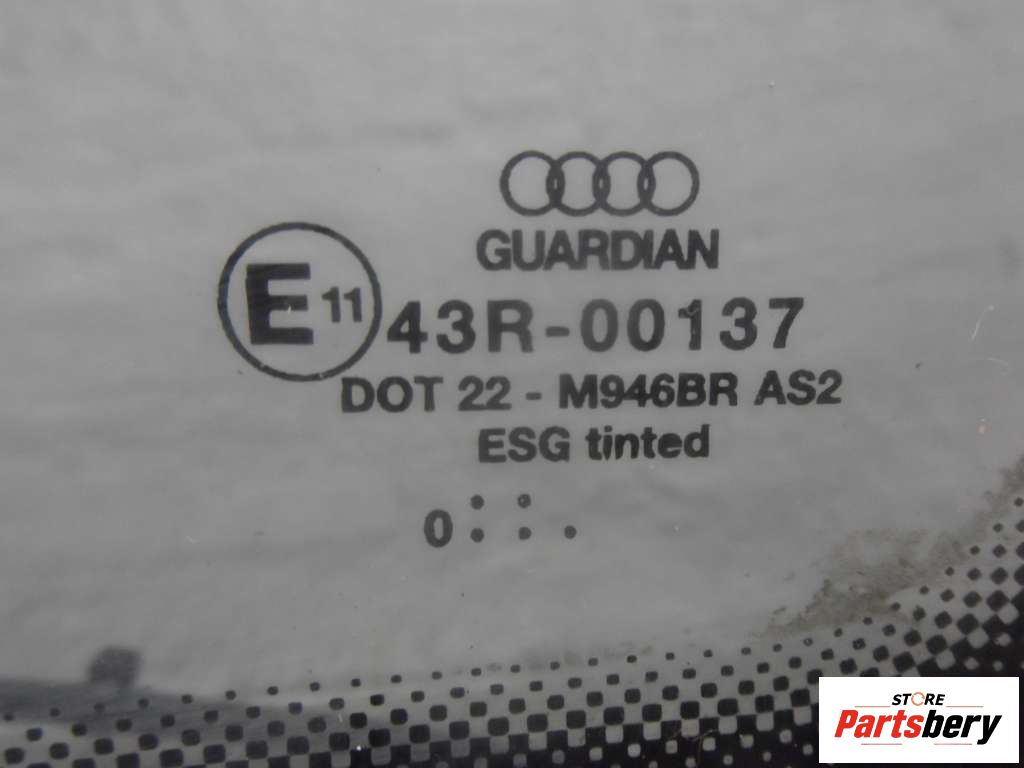 GUARDIAN
E 11 43R-00137
DOT 22 - M946BR AS2
ESG tinted
0
STORE
Partsbery